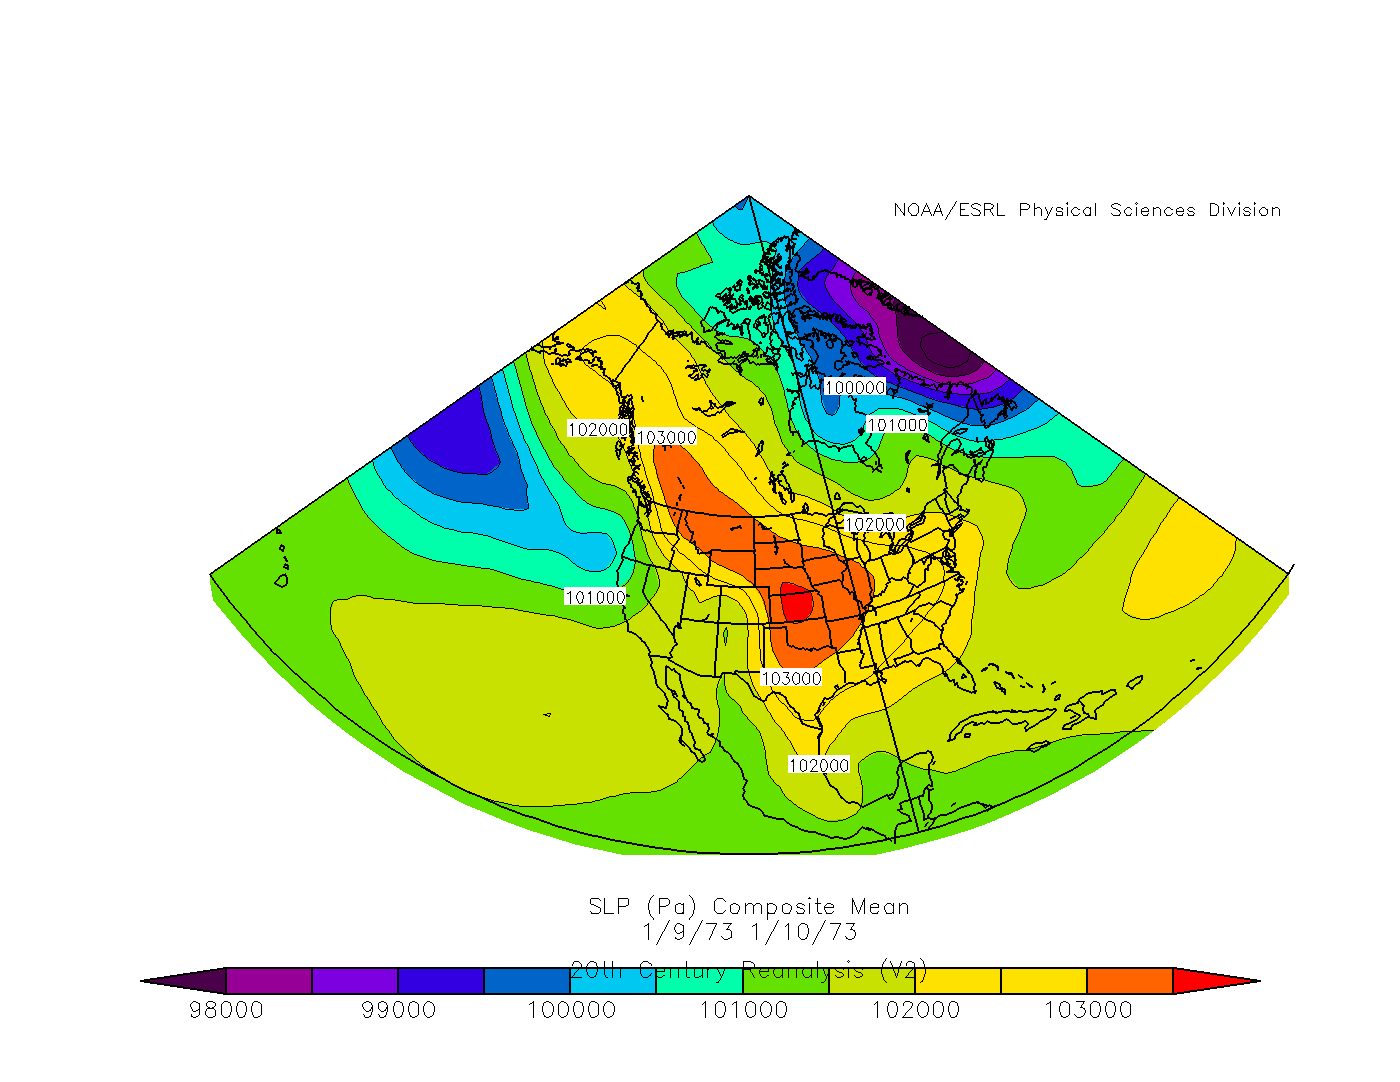 NOAA/ESRL Physical Sciences Division
100000
101000
102000
103000
102000
101000
103000
102000
SLP (Pa) Composite Mean
1/9/73 1/10/73
20th Century Reanalysis (V2)
98000 99000 100000 101000 102000 103000